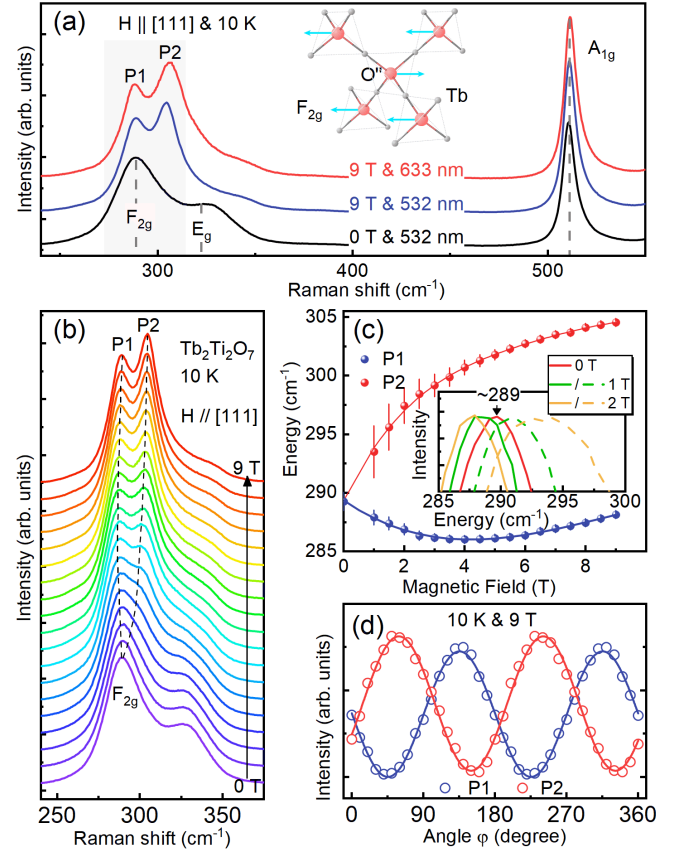 (a)
H || [111] & 10 K
P1
P2
O''
Tb
F2g
A1g
9 T & 633 nm
9 T & 532 nm
0 T & 532 nm
F2g
Eg
Intensity (arb. units)
300
400
500
Raman shift (cm-1)
(b)
P1
P2
Tb2Ti2O7
10 K
H // [111]
9 T
F2g
0 T
Intensity (arb. units)
250
300
350
Raman shift (cm-1)
(c)
P1
P2
305
300
295
290
285
Energy (cm-1)
0 T
/ 1 T
/ 2 T
~289
Intensity
285
290
295
300
Energy (cm-1)
0
2
4
6
8
10
Magnetic Field (T)
10 K & 9 T
(d)
Intensity (arb. units)
P1
P2
0
90
180
270
360
Angle φ (degree)